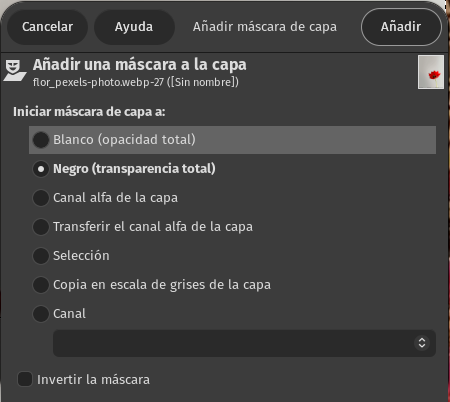 Cancelar Ayuda Añadir máscara de capa Añadir
Añadir una máscara a la capa
flor_pexels-photo.webp-27 ([Sin nombre])
Iniciar máscara de capa a:
Blanco (opacidad total)
Negro (transparencia total)
Canal alfa de la capa
Transferir el canal alfa de la capa
Selección
Copia en escala de grises de la capa
Canal
Invertir la máscara